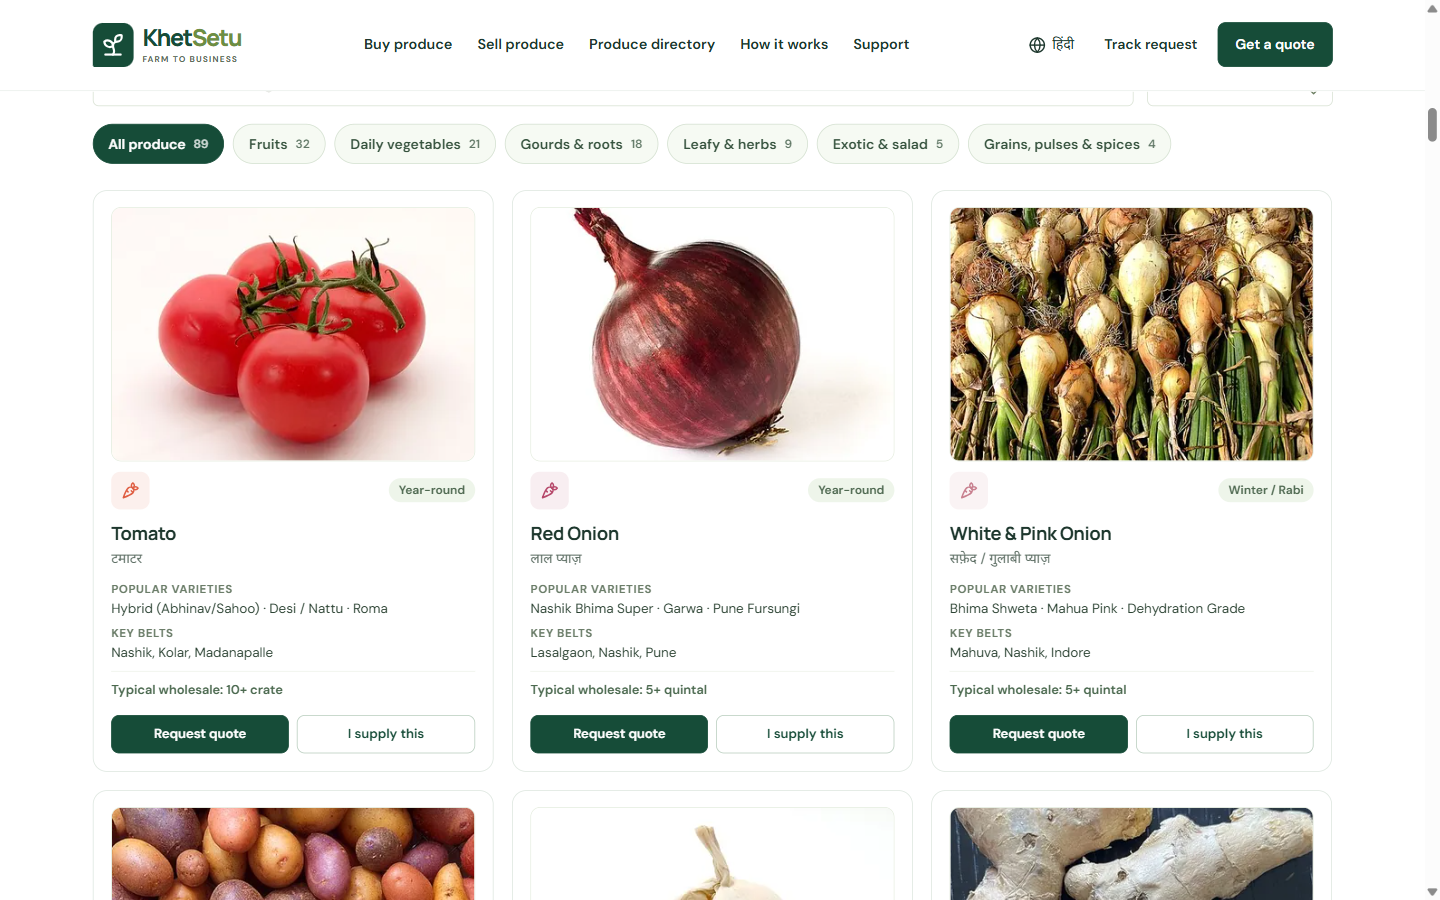 KhetSetu
FARM TO BUSINESS
Buy produce
Sell produce
Produce directory
How it works
Support
हिंदी
Track request
Get a quote
All produce 89
Fruits 32
Daily vegetables 21
Gourds & roots 18
Leafy & herbs 9
Exotic & salad 5
Grains, pulses & spices 4
Year-round
Tomato
टमाटर
POPULAR VARIETIES
Hybrid (Abhinav/Sahoo) · Desi / Nattu · Roma
KEY BELTS
Nashik, Kolar, Madanapalle
Typical wholesale: 10+ crate
Request quote
I supply this
Year-round
Red Onion
लाल प्याज़
POPULAR VARIETIES
Nashik Bhima Super · Garwa · Pune Fursungi
KEY BELTS
Lasalgaon, Nashik, Pune
Typical wholesale: 5+ quintal
Request quote
I supply this
Winter / Rabi
White & Pink Onion
सफ़ेद / गुलाबी प्याज़
POPULAR VARIETIES
Bhima Shweta · Mahua Pink · Dehydration Grade
KEY BELTS
Mahuva, Nashik, Indore
Typical wholesale: 5+ quintal
Request quote
I supply this